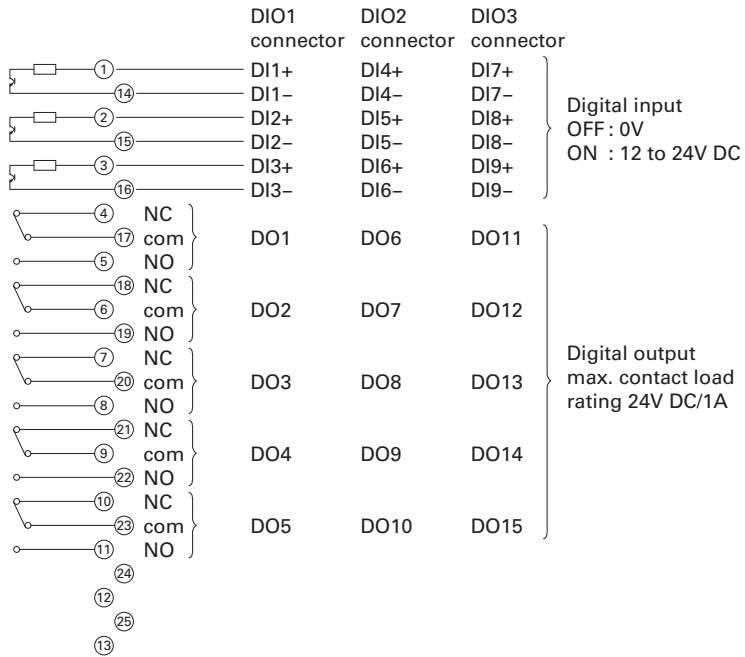 DIO1 DIO2 DIO3
connector connector connector
1 DI1+ DI4+ DI7+
14 DI1– DI4– DI7–
2 DI2+ DI5+ DI8+
15 DI2– DI5– DI8–
3 DI3+ DI6+ DI9+
16 DI3– DI6– DI9–
Digital input
OFF : 0V
ON : 12 to 24V DC
4 NC
17 com DO1 DO6 DO11
5 NO
18 NC
6 com DO2 DO7 DO12
19 NO
7 NC
20 com DO3 DO8 DO13
8 NO
21 NC
9 com DO4 DO9 DO14
22 NO
10 NC
23 com DO5 DO10 DO15
11 NO
Digital output
max. contact load
rating 24V DC/1A
24
12
25
13